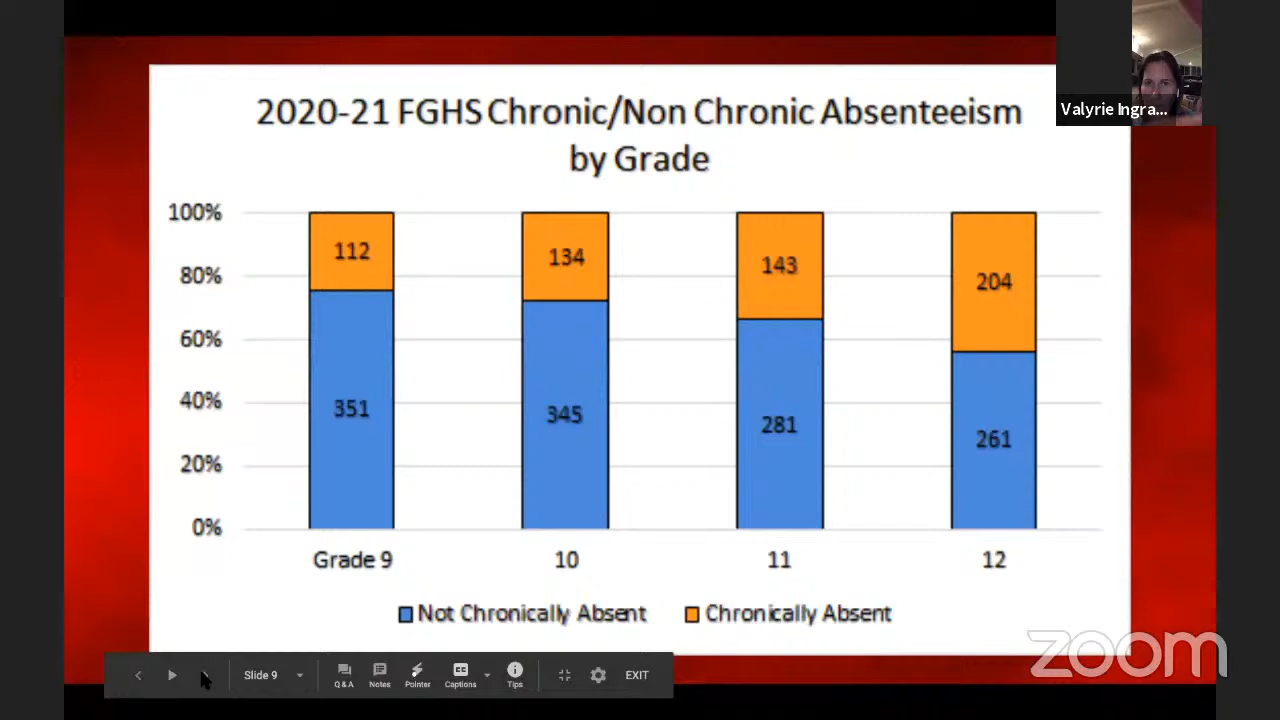 Valyrie Ingra...
2020-21 FGHS Chronic/Non Chronic Absenteeism
by Grade
100%
80%
60%
40%
20%
0%
112
134
143
204
351
345
281
261
Grade 9
10
11
12
Not Chronically Absent
Chronically Absent
zoom
Slide 9
Q&A
Notes
Pointer
CC
Captions
Tips
EXIT